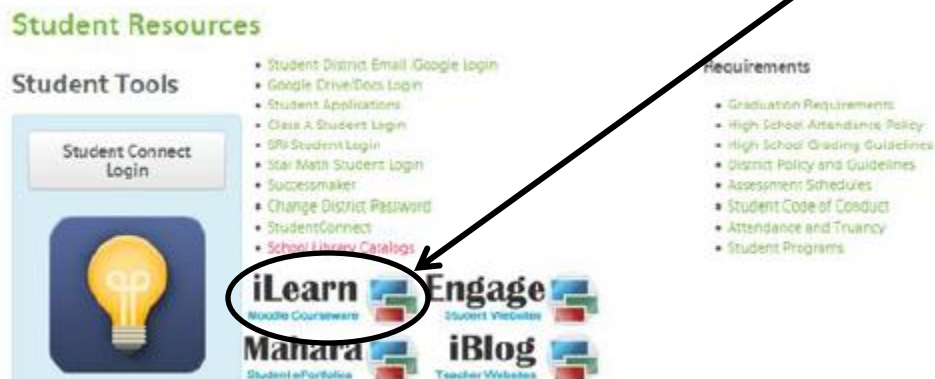 Student Resources
Student Tools
Student Connect
Login
Student District Email /Google Login
Google Drive/Docs Login
Student Applications
Class A Student Login
SRI Student Login
Star Math Student Login
Successmaker
Change District Password
StudentConnect
School Library Catalogs
iLearn
Moodle Courseware
Engage
Student Websites
Mahara
Student ePortfolios
iBlog
Teacher Websites
Requirements
Graduation Requirements
High School Attendance Policy
High School Grading Guidelines
District Policy and Guidelines
Assessment Schedules
Student Code of Conduct
Attendance and Truancy
Student Programs